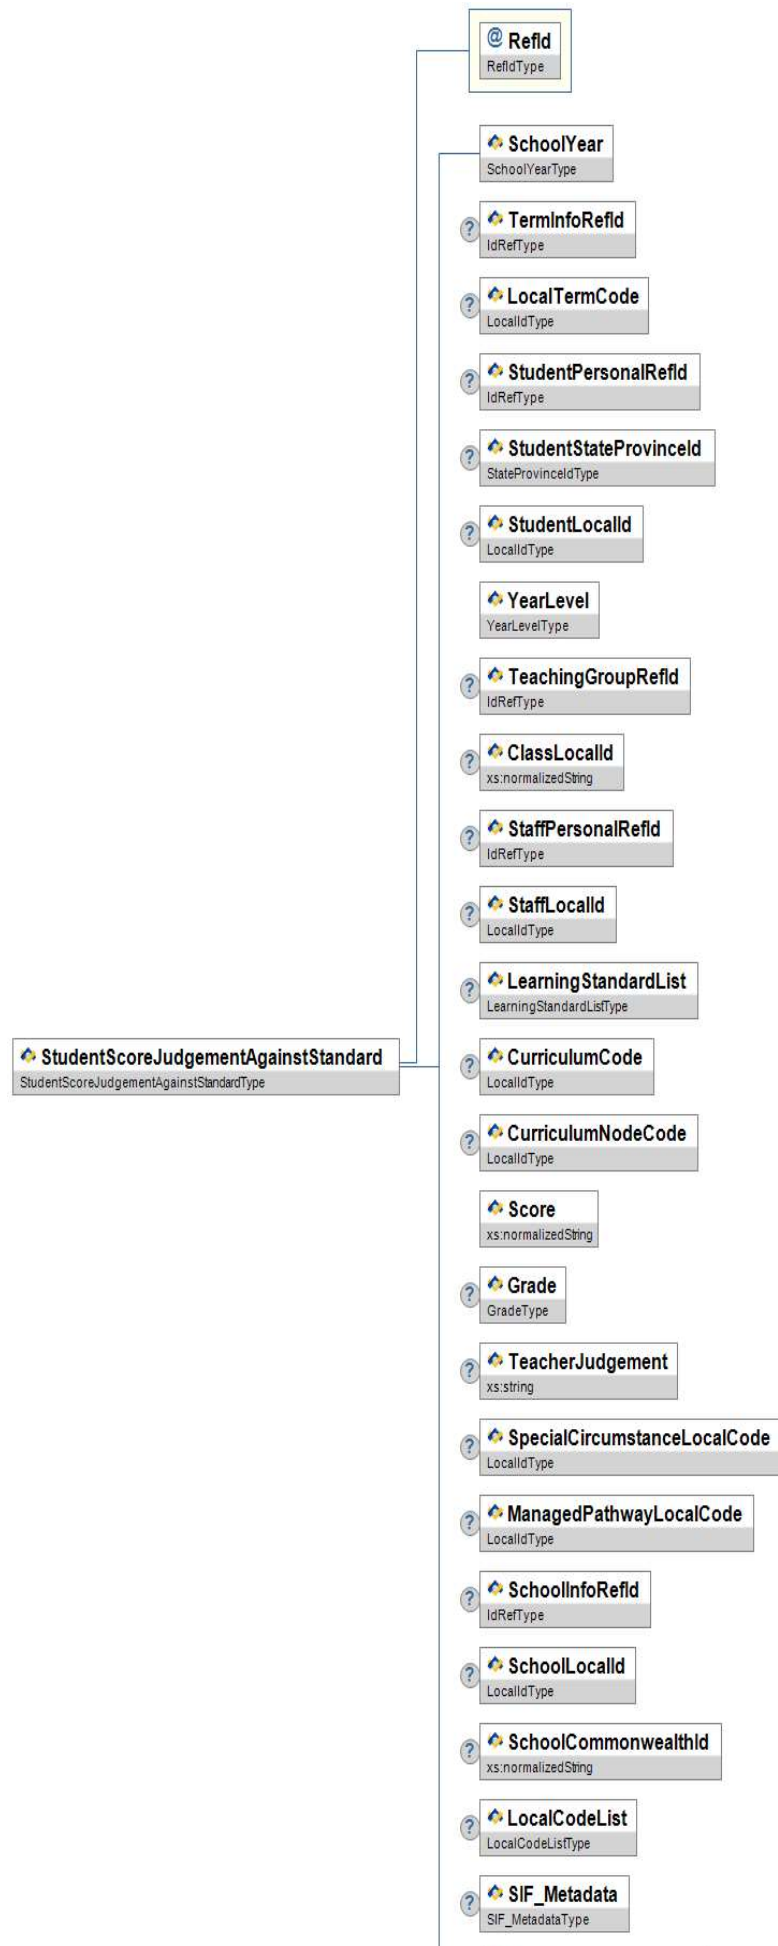 @ RefId
RefIdType
SchoolYear
SchoolYearType
? TermInfoRefId
IdRefType
? LocalTermCode
LocalIdType
? StudentPersonalRefId
IdRefType
? StudentStateProvinceId
StateProvinceIdType
? StudentLocalId
LocalIdType
YearLevel
YearLevelType
? TeachingGroupRefId
IdRefType
? ClassLocalId
xs:normalizedString
? StaffPersonalRefId
IdRefType
? StaffLocalId
LocalIdType
? LearningStandardList
LearningStandardListType
StudentScoreJudgementAgainstStandard
StudentScoreJudgementAgainstStandardType
? CurriculumCode
LocalIdType
? CurriculumNodeCode
LocalIdType
Score
xs:normalizedString
? Grade
GradeType
? TeacherJudgement
xs:string
? SpecialCircumstanceLocalCode
LocalIdType
? ManagedPathwayLocalCode
LocalIdType
? SchoolInfoRefId
IdRefType
? SchoolLocalId
LocalIdType
? SchoolCommonwealthId
xs:normalizedString
? LocalCodeList
LocalCodeListType
? SIF_Metadata
SIF_MetadataType